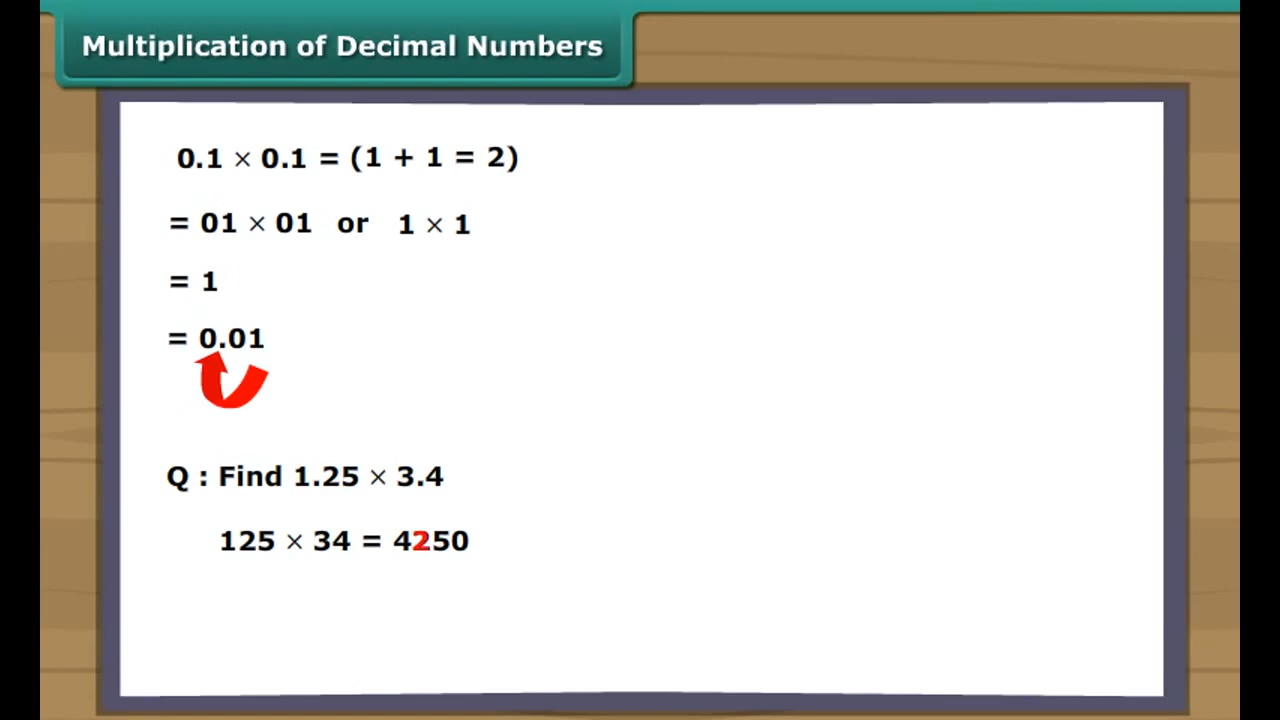 Multiplication of Decimal Numbers
0.1 × 0.1 = (1 + 1 = 2)
= 01 × 01 or 1 × 1
= 1
= 0.01
Q : Find 1.25 × 3.4
125 × 34 = 4250